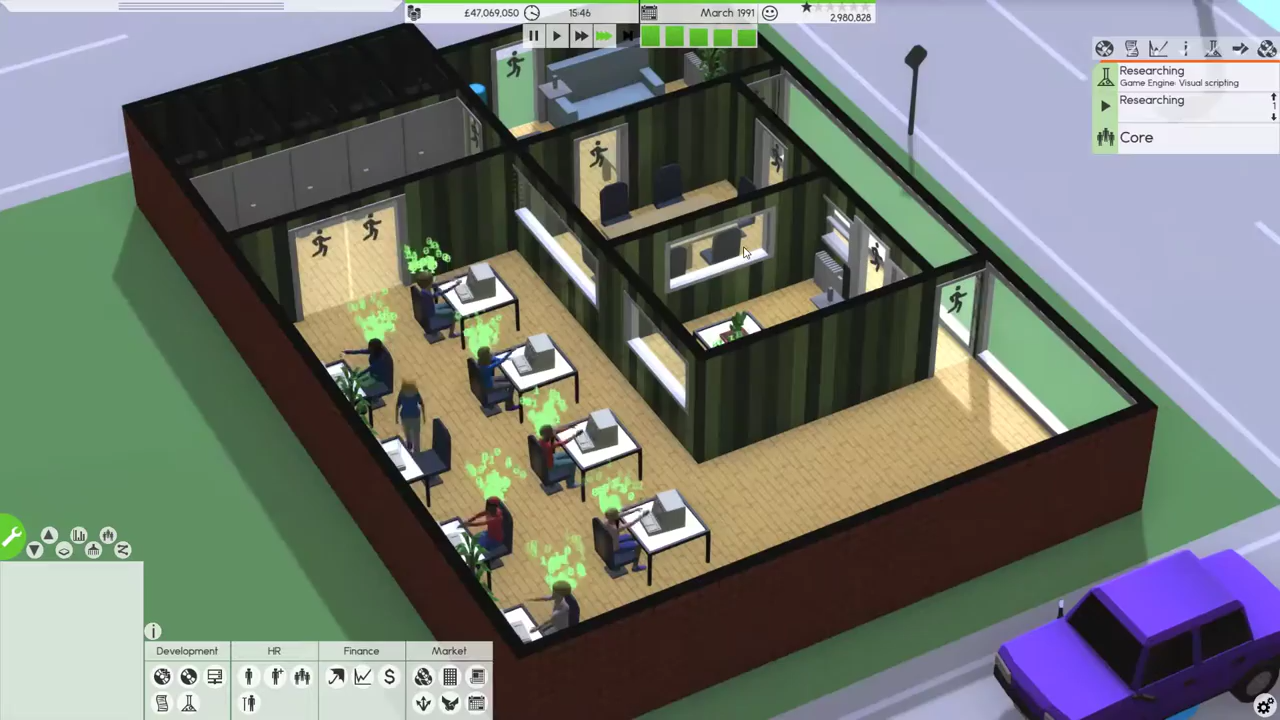 £47,069,050 15:46 March 1991 2,980,828
Researching
Game Engine: Visual scripting
Researching
Core
Development HR Finance Market